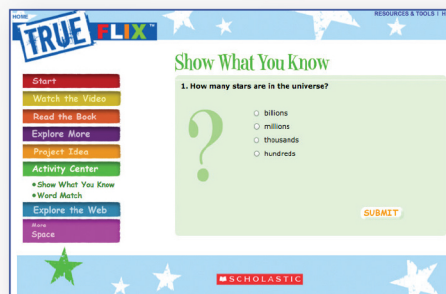 HOME
RESOURCES & TOOLS | H
TRUE FLIX™
Show What You Know
Start
Watch the Video
Read the Book
Explore More
Project Idea
Activity Center
•Show What You Know
•Word Match
Explore the Web
More
Space
1. How many stars are in the universe?
?
billions
millions
thousands
hundreds
SUBMIT
SCHOLASTIC